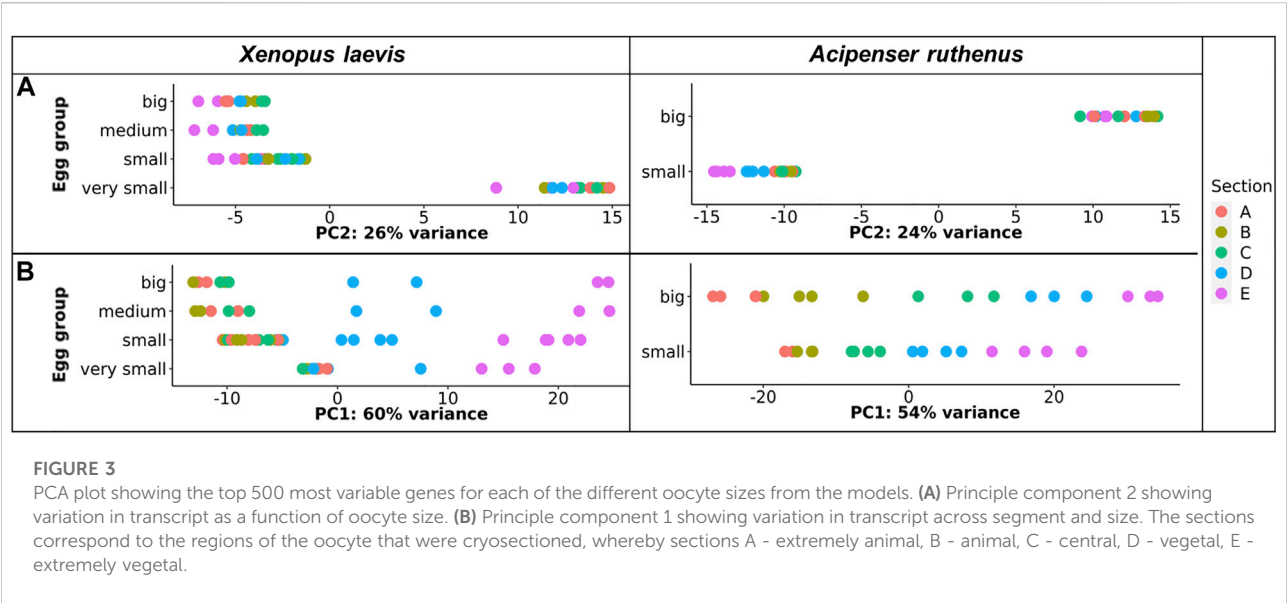 Xenopus laevis
Acipenser ruthenus
A
Egg group
big
medium
small
very small
-5
0
5
10
15
PC2: 26% variance
big
small
-15
-10
-5
0
5
10
15
PC2: 24% variance
B
Egg group
big
medium
small
very small
-10
0
10
20
PC1: 60% variance
big
small
-20
0
20
PC1: 54% variance
Section
A
B
C
D
E
FIGURE 3
PCA plot showing the top 500 most variable genes for each of the different oocyte sizes from the models. (A) Principle component 2 showing
variation in transcript as a function of oocyte size. (B) Principle component 1 showing variation in transcript across segment and size. The sections
correspond to the regions of the oocyte that were cryosectioned, whereby sections A - extremely animal, B - animal, C - central, D - vegetal, E -
extremely vegetal.